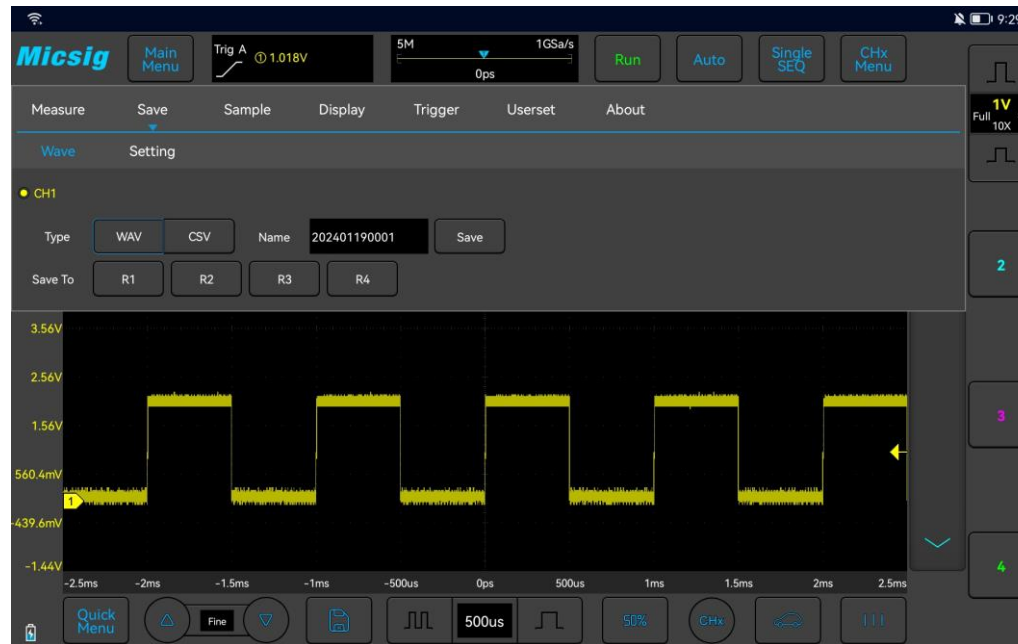 9:29
Micsig
Main Menu
Trig A ① 1.018V
5M 1GSa/s
0ps
Run
Auto
Single SEQ
CHx Menu
Measure Save Sample Display Trigger Userset About
1V
Full 10X
Wave Setting
CH1
Type WAV CSV Name 202401190001 Save
Save To R1 R2 R3 R4
2
3
4
3.56V
2.56V
1.56V
560.4mV
1
-439.6mV
-1.44V
-2.5ms -2ms -1.5ms -1ms -500us 0ps 500us 1ms 1.5ms 2ms 2.5ms
Quick Menu
Fine
500us
50%
CHx